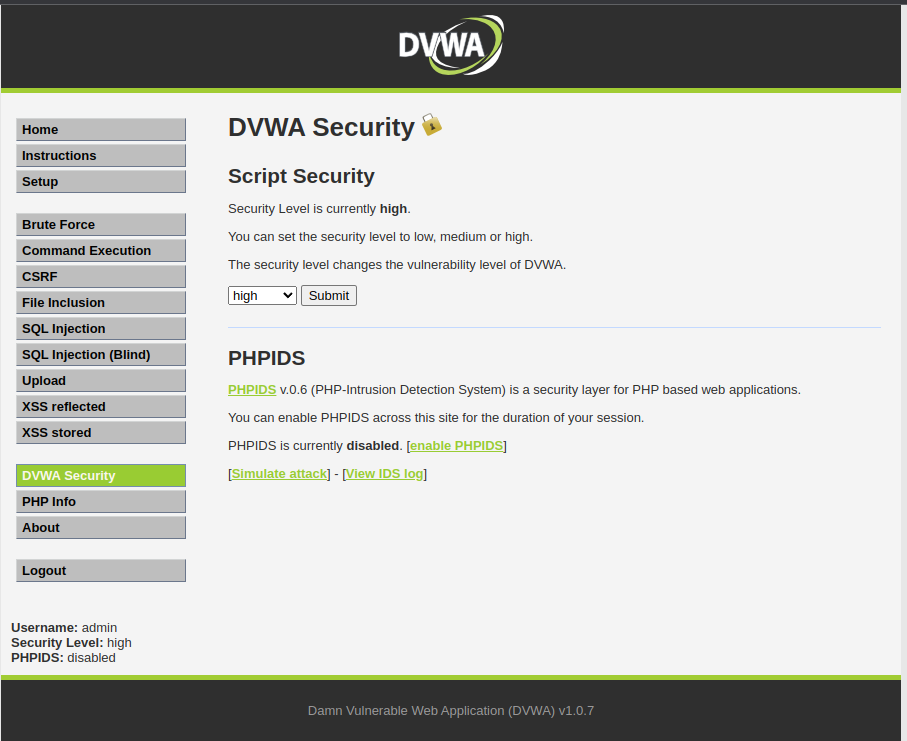 DVWA
Home
Instructions
Setup
Brute Force
Command Execution
CSRF
File Inclusion
SQL Injection
SQL Injection (Blind)
Upload
XSS reflected
XSS stored
DVWA Security
PHP Info
About
Logout
Username: admin
Security Level: high
PHPIDS: disabled
DVWA Security
Script Security
Security Level is currently high.
You can set the security level to low, medium or high.
The security level changes the vulnerability level of DVWA.
high Submit
PHPIDS
PHPIDS v.0.6 (PHP-Intrusion Detection System) is a security layer for PHP based web applications.
You can enable PHPIDS across this site for the duration of your session.
PHPIDS is currently disabled. [enable PHPIDS]
[Simulate attack] - [View IDS log]
Damn Vulnerable Web Application (DVWA) v1.0.7